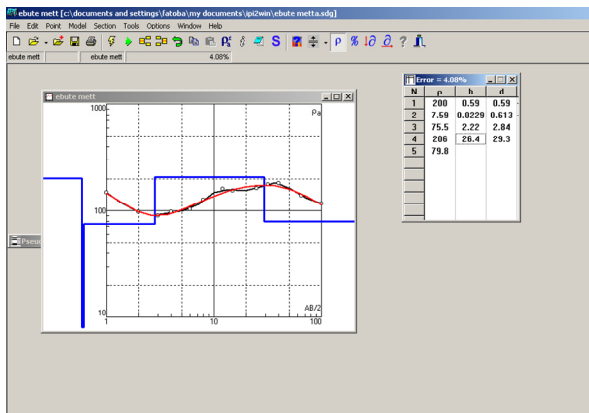 ebute mett [c:\documents and settings\fatoba\my documents\ipi2win\ebute metta.sdg]
File Edit Point Model Section Tools Options Window Help
ebute mett ebute mett 4.08%
ebute mett
1000
ρa
100
10
AB/2
1 10 100
Pseu
Error = 4.08%
N ρ h d
1 200 0.59 0.59
2 7.59 0.0229 0.613
3 75.5 2.22 2.84
4 206 26.4 29.3
5 79.8